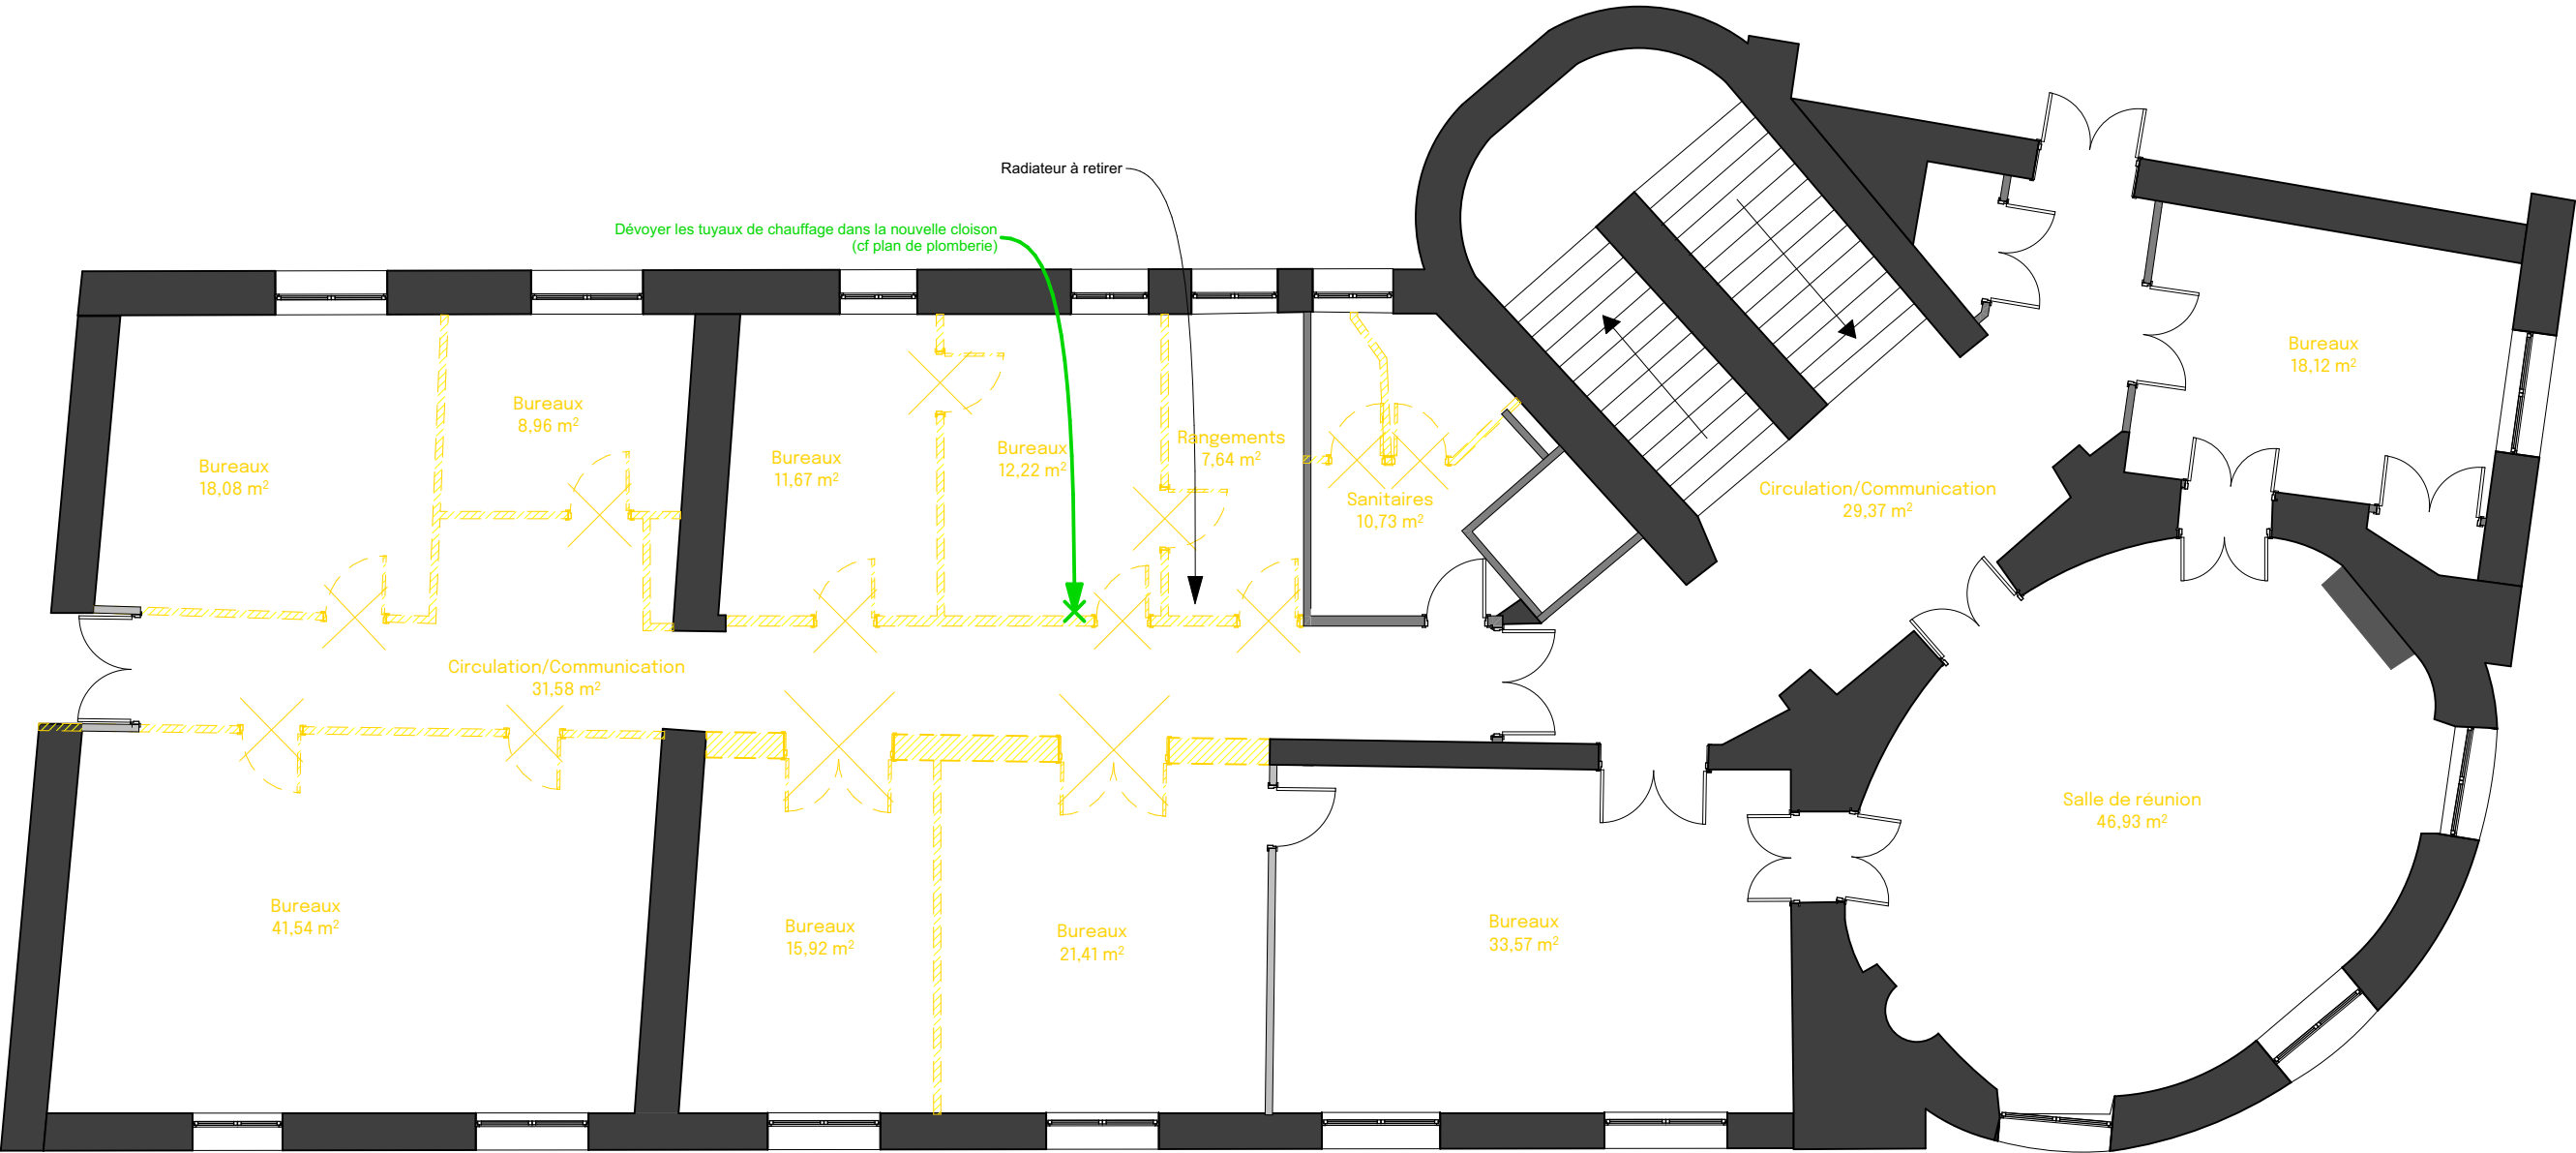 Radiateur à retirer
Dévoyer les tuyaux de chauffage dans la nouvelle cloison
(cf plan de plomberie)
Bureaux
18,12 m²
Bureaux
8,96 m²
Bureaux
18,08 m²
Bureaux
11,67 m²
Bureaux
12,22 m²
Rangements
7,64 m²
Sanitaires
10,73 m²
Circulation/Communication
29,37 m²
Circulation/Communication
31,58 m²
Salle de réunion
46,93 m²
Bureaux
41,54 m²
Bureaux
15,92 m²
Bureaux
21,41 m²
Bureaux
33,57 m²